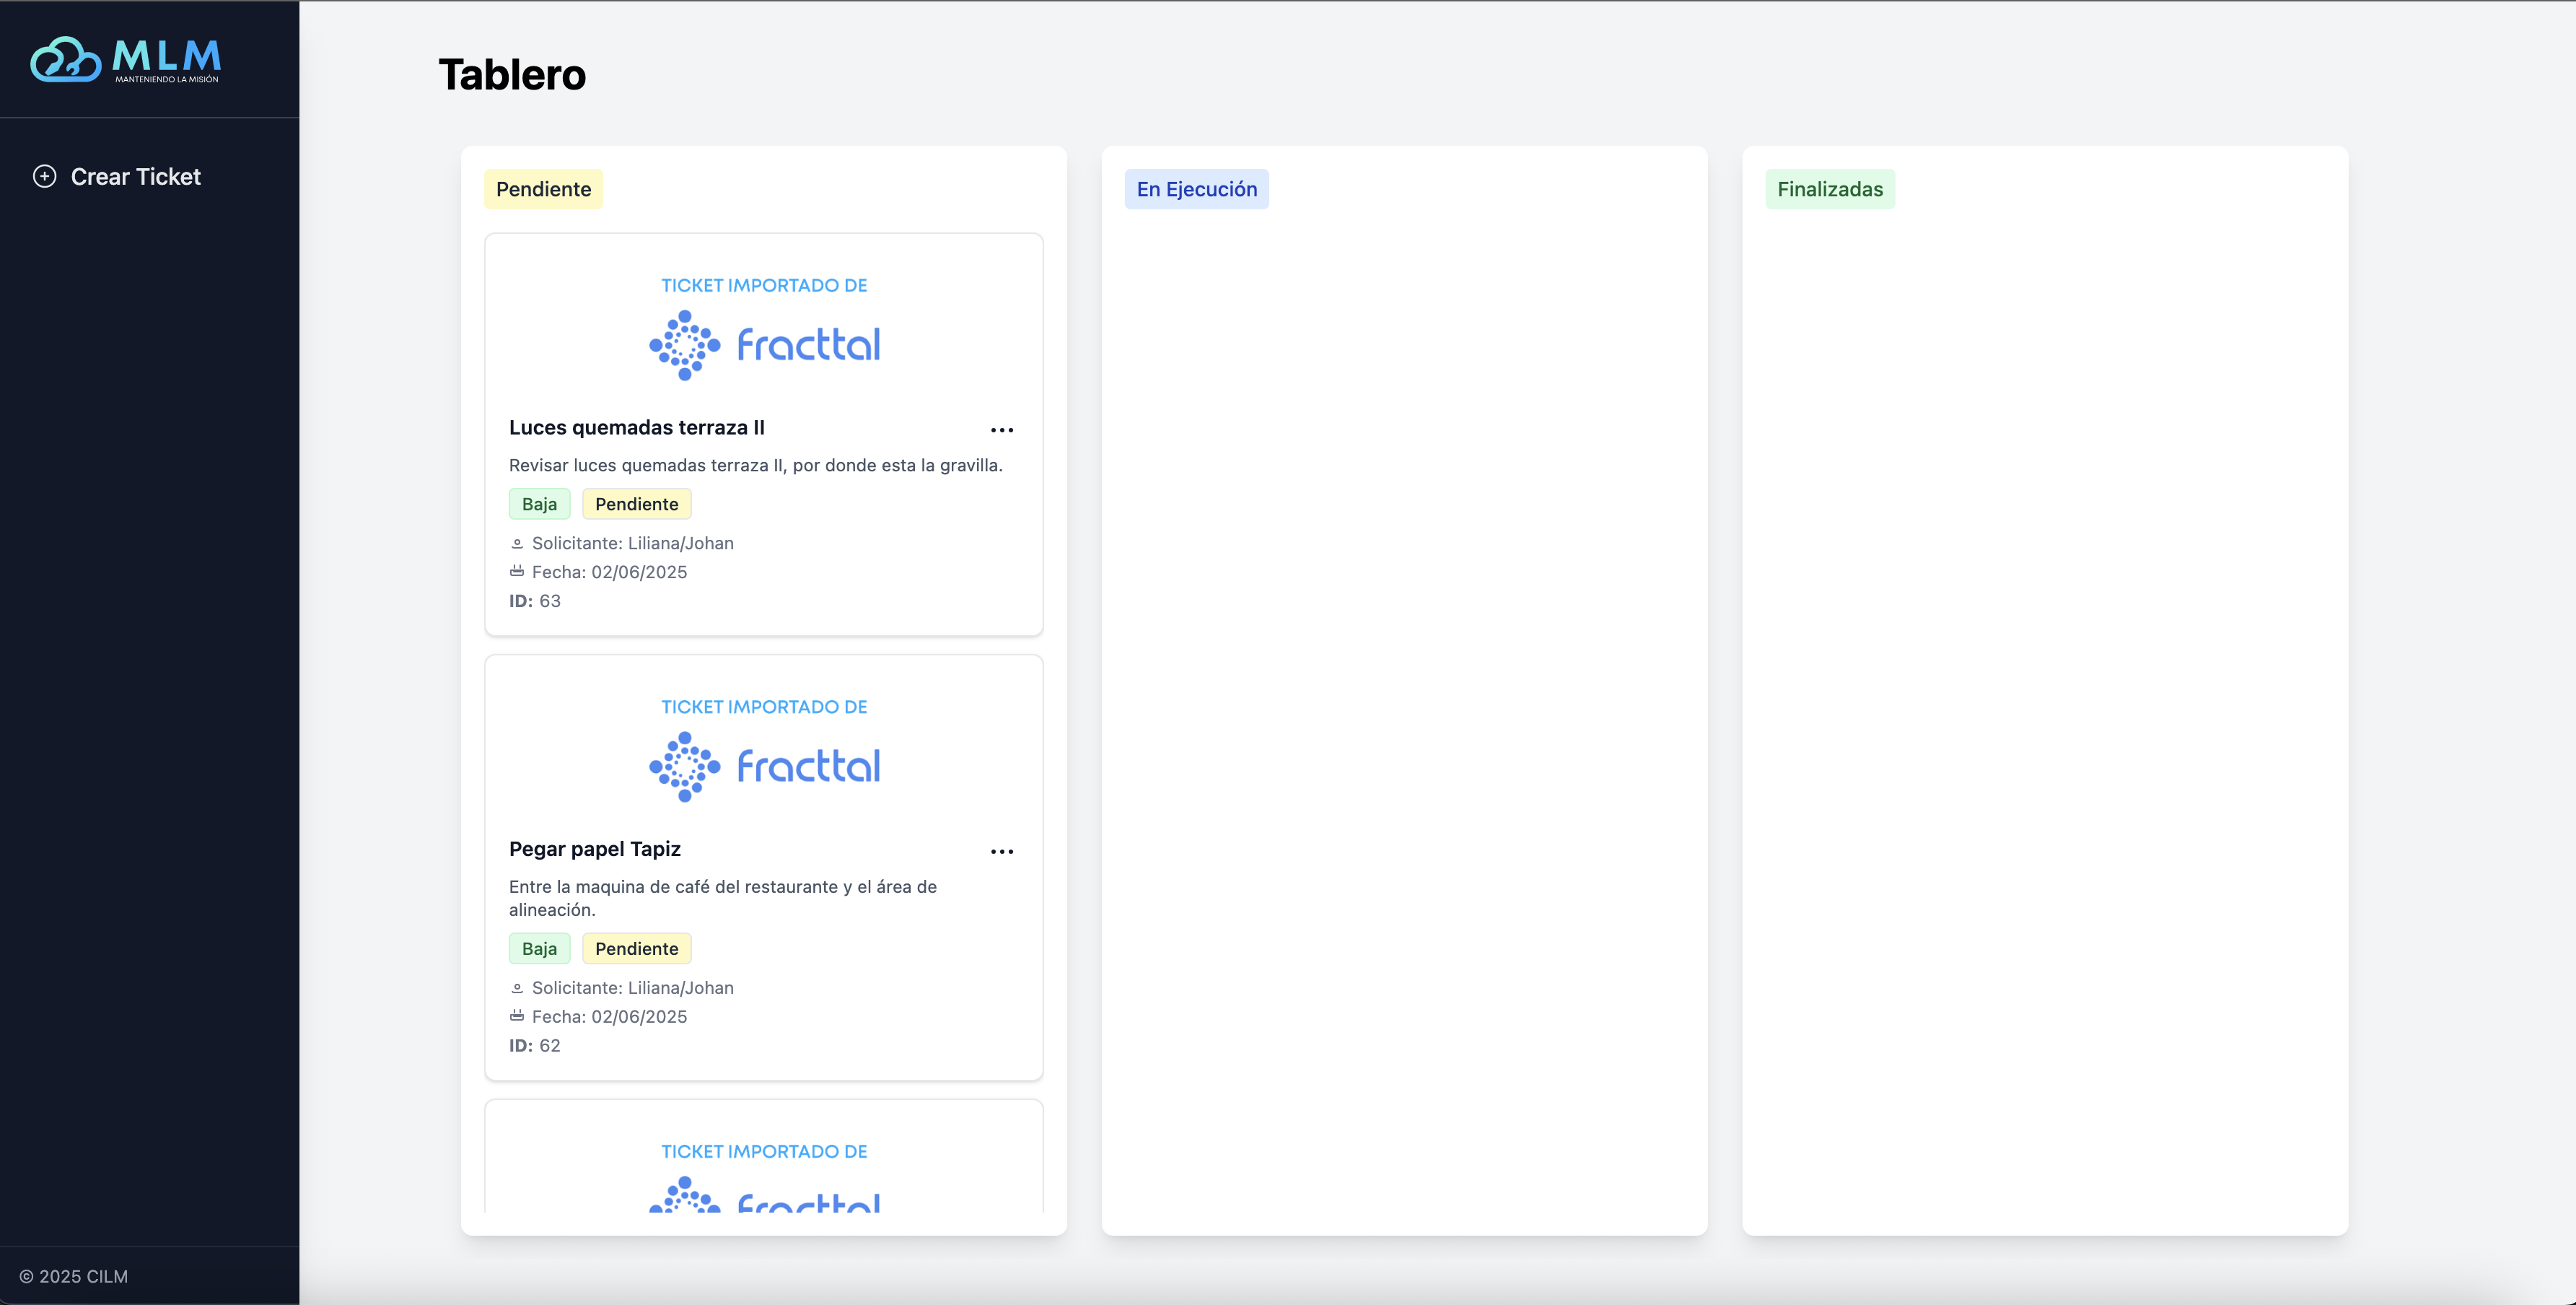 MLM
MANTENIENDO LA MISIÓN
Crear Ticket
© 2025 CILM
Tablero
Pendiente
TICKET IMPORTADO DE
fracttal
Luces quemadas terraza II
Revisar luces quemadas terraza II, por donde esta la gravilla.
Baja Pendiente
Solicitante: Liliana/Johan
Fecha: 02/06/2025
ID: 63
TICKET IMPORTADO DE
fracttal
Pegar papel Tapiz
Entre la maquina de café del restaurante y el área de
alineación.
Baja Pendiente
Solicitante: Liliana/Johan
Fecha: 02/06/2025
ID: 62
TICKET IMPORTADO DE
fracttal
En Ejecución
Finalizadas